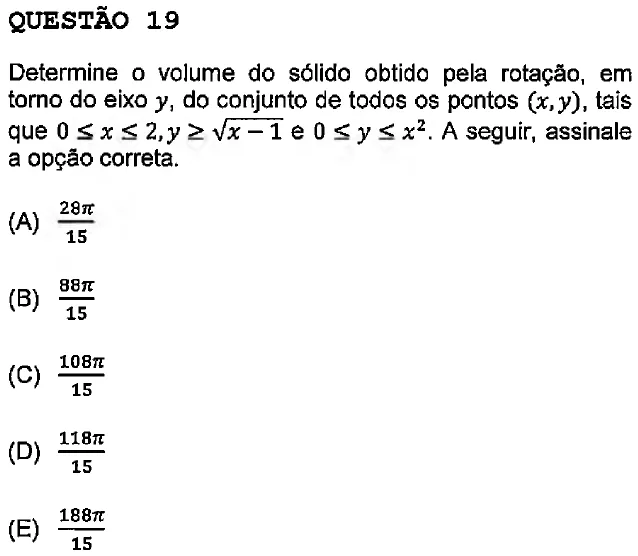 QUESTÃO 19
Determine o volume do sólido obtido pela rotação, em
torno do eixo y, do conjunto de todos os pontos (x, y), tais
que 0 ≤ x ≤ 2, y ≥ √(x − 1) e 0 ≤ y ≤ x². A seguir, assinale
a opção correta.
(A) 28π/15
(B) 88π/15
(C) 108π/15
(D) 118π/15
(E) 188π/15